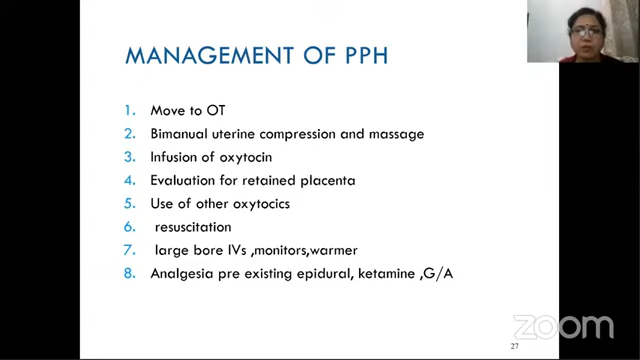 MANAGEMENT OF PPH
1. Move to OT
2. Bimanual uterine compression and massage
3. Infusion of oxytocin
4. Evaluation for retained placenta
5. Use of other oxytocics
6. resuscitation
7. large bore IVs ,monitors,warmer
8. Analgesia pre existing epidural, ketamine ,G/A
zoom
27